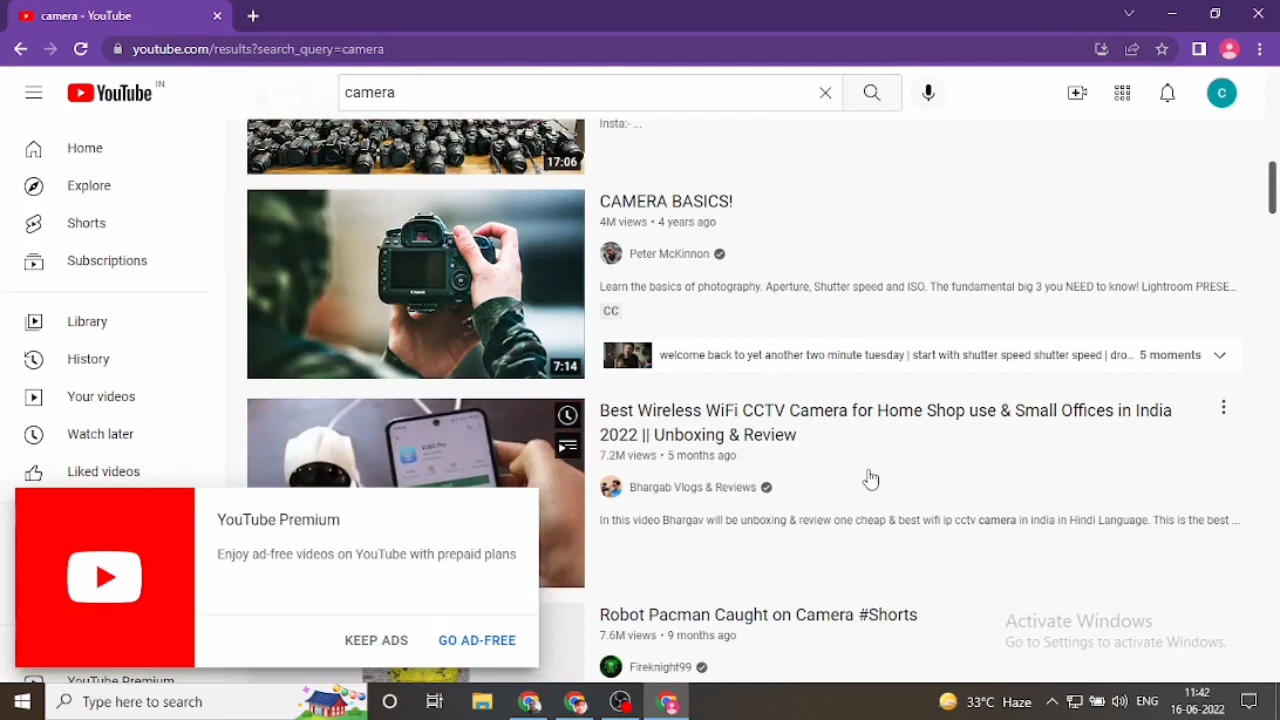 camera - YouTube
youtube.com/results?search_query=camera
YouTube IN
camera
C
Home
Explore
Shorts
Subscriptions
Library
History
Your videos
Watch later
Liked videos
YouTube Premium
Insta:- ...
17:06
CAMERA BASICS!
4M views • 4 years ago
Peter McKinnon
Learn the basics of photography. Aperture, Shutter speed and ISO. The fundamental big 3 you NEED to know! Lightroom PRESE...
CC
welcome back to yet another two minute tuesday | start with shutter speed shutter speed | dro... 5 moments
Canon
7:14
Best Wireless WiFi CCTV Camera for Home Shop use & Small Offices in India
2022 || Unboxing & Review
7.2M views • 5 months ago
Bhargab Vlogs & Reviews
In this video Bhargav will be unboxing & review one cheap & best wifi ip cctv camera in india in Hindi Language. This is the best ...
Robot Pacman Caught on Camera #Shorts
7.6M views • 9 months ago
Fireknight99
YouTube Premium
Enjoy ad-free videos on YouTube with prepaid plans
KEEP ADS GO AD-FREE
Activate Windows
Go to Settings to activate Windows.
Type here to search
33°C Haze
ENG
11:42
16-06-2022